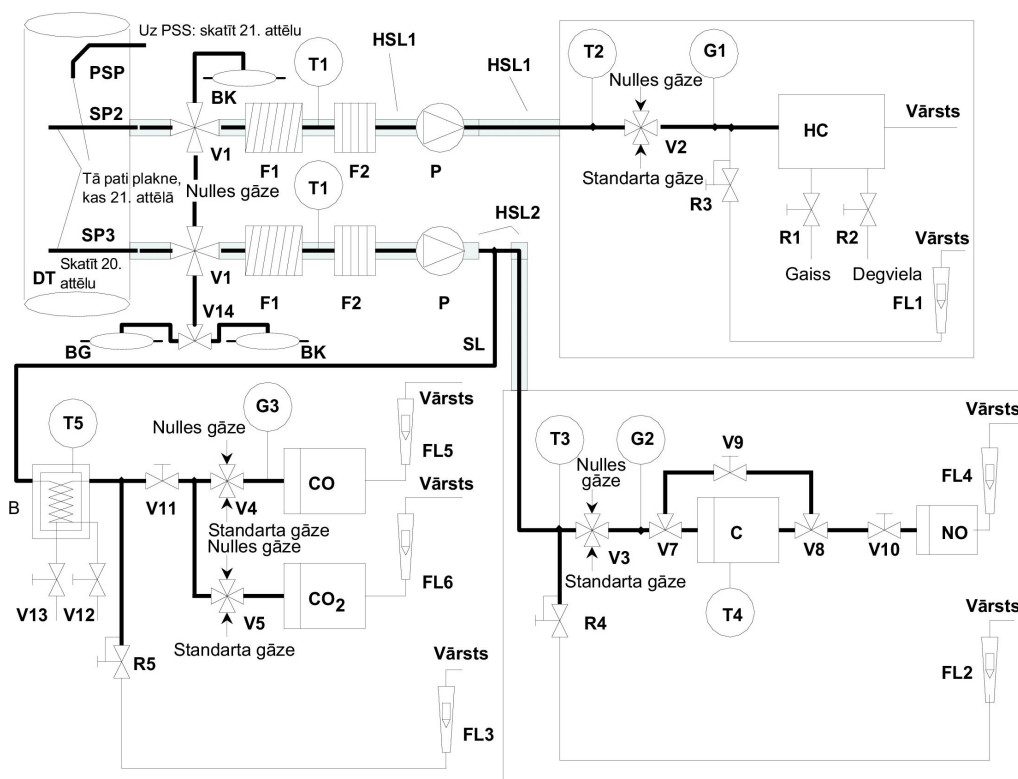 Uz PSS: skatīt 21. attēlu
PSP
BK
T1
HSL1
HSL1
T2
G1
Nulles gāze
SP2
V1
F1
F2
P
V2
Standarta gāze
HC
Vārsts
R3
R1
R2
Gaiss
Degviela
Vārsts
FL1
Tā pati plakne,
kas 21. attēlā
Nulles gāze
T1
HSL2
SP3
Skatīt 20.
attēlu
DT
V1
F1
F2
P
V14
BG
BK
SL
T5
Nulles gāze
G3
Vārsts
FL5
B
V11
V4
CO
Standarta gāze
Nulles gāze
Vārsts
FL6
V13
V12
V5
CO2
Standarta gāze
R5
Vārsts
FL3
T3
Nulles
gāze
G2
V9
Vārsts
FL4
V3
V7
C
V8
V10
NO
Standarta gāze
T4
R4
Vārsts
FL2